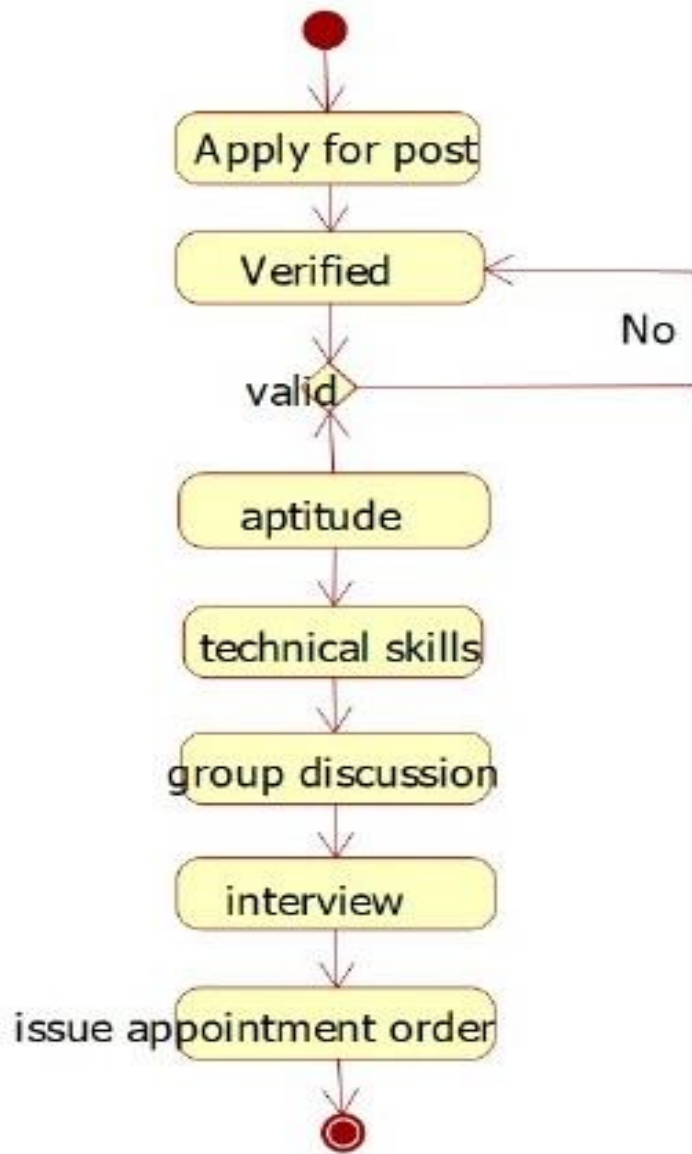 Apply for post
Verified
No
valid
aptitude
technical skills
group discussion
interview
issue appointment order